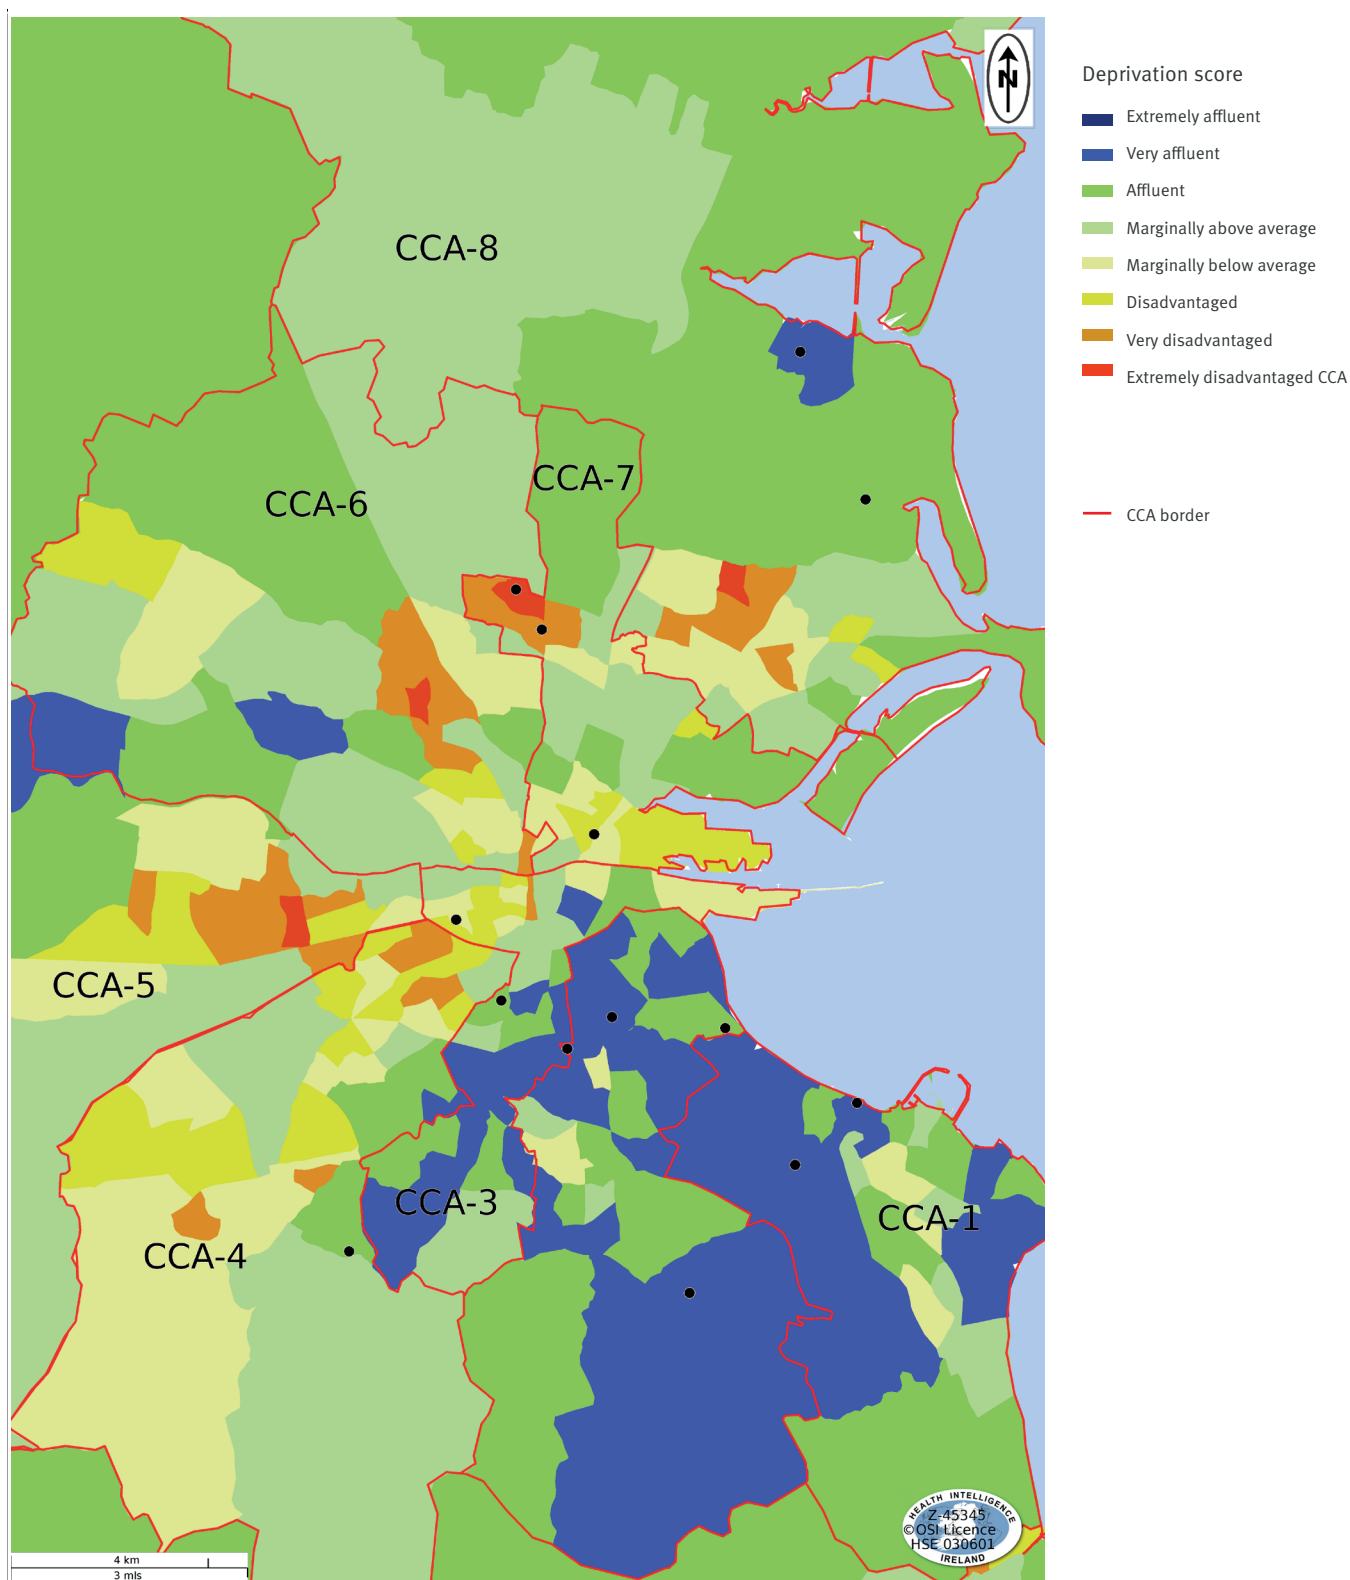 N
Deprivation score
Extremely affluent
Very affluent
Affluent
Marginally above average
Marginally below average
Disadvantaged
Very disadvantaged
Extremely disadvantaged CCA
CCA border
CCA-8
CCA-7
CCA-6
CCA-5
CCA-3
CCA-1
CCA-4
HEALTH INTELLIGENCE
Z-45345
©OSI Licence
HSE 030601
IRELAND
4 km
3 mls